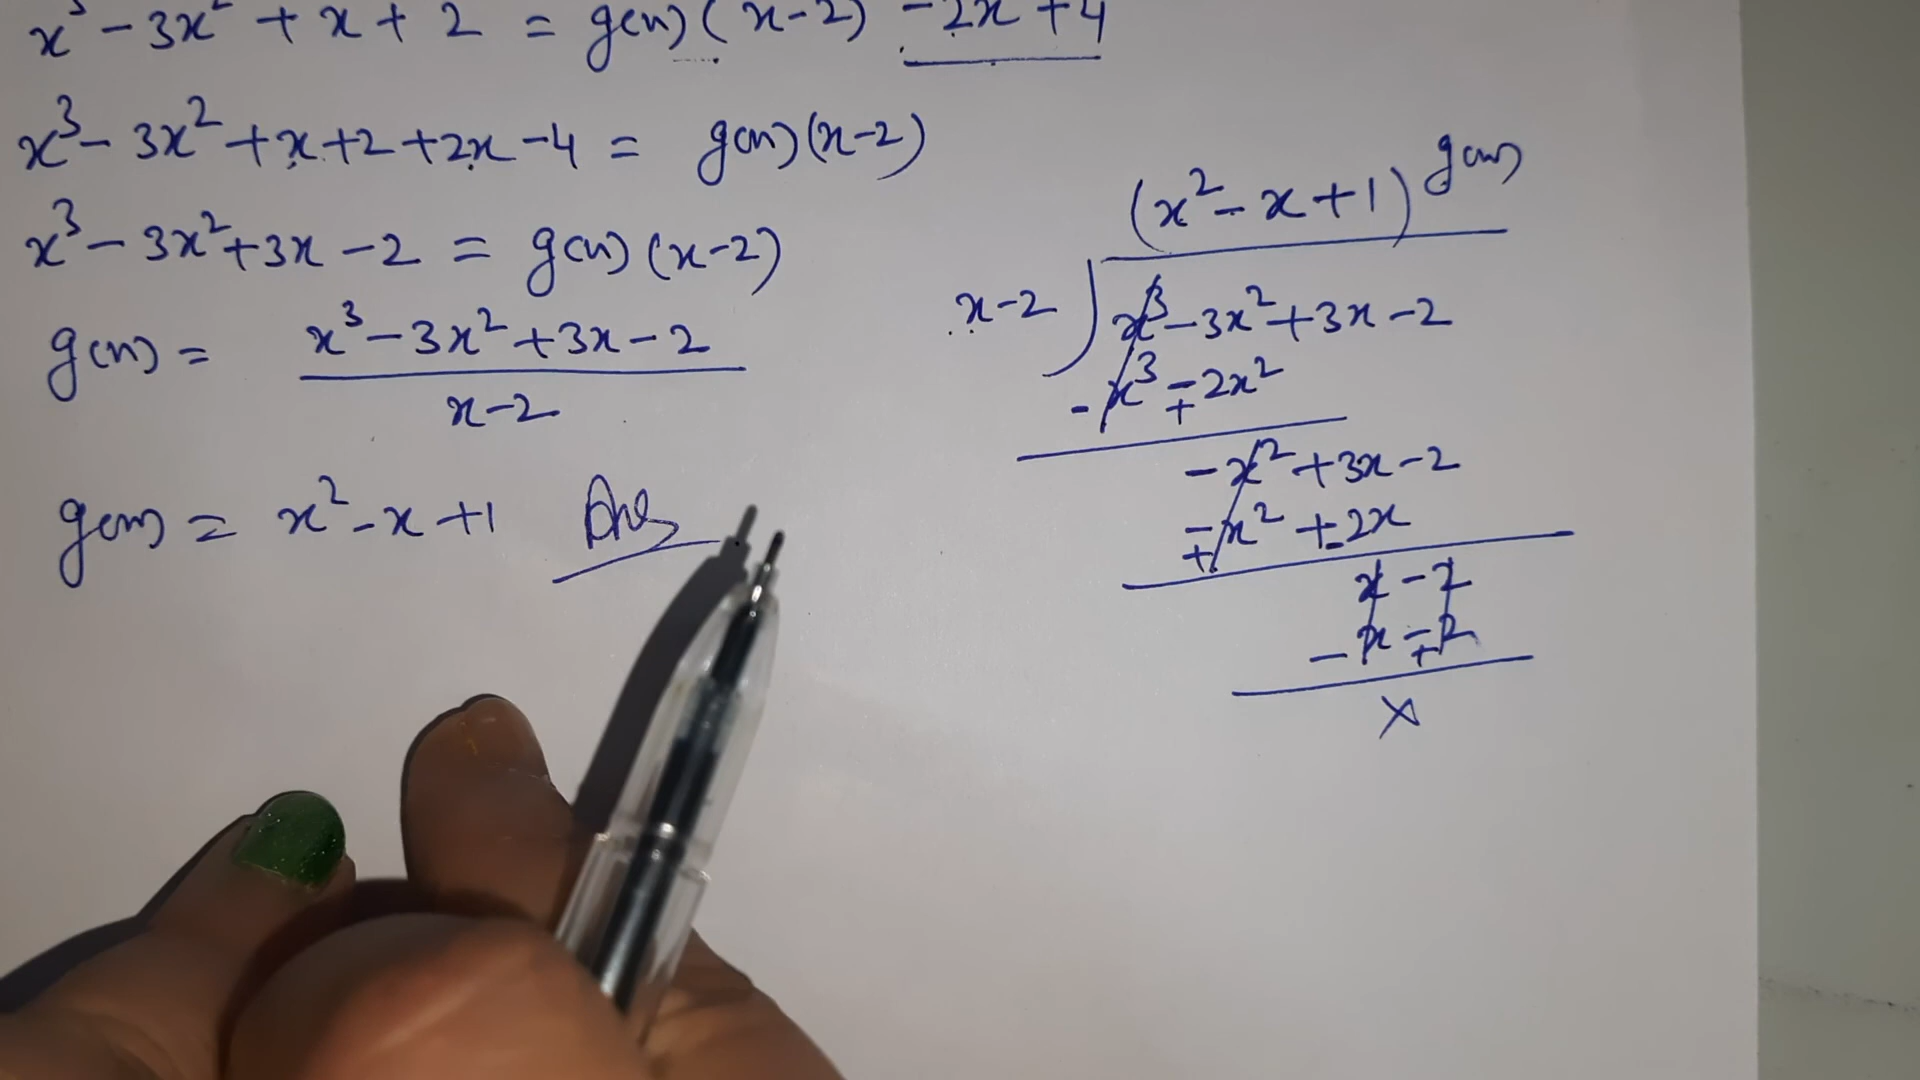 x³ - 3x² + x + 2 = g(x) (x-2) -2x + 4
x³ - 3x² + x + 2 + 2x - 4 = g(x) (x-2)
x³ - 3x² + 3x - 2 = g(x) (x-2)
g(x) = x³ - 3x² + 3x - 2
x-2
g(x) = x² - x + 1 Ans
(x² - x + 1) g(x)
x-2 ) x³ - 3x² + 3x - 2
- x³ - + 2x²
- x² + 3x - 2
- + x² + - 2x
x - 2
- x - + 2
x